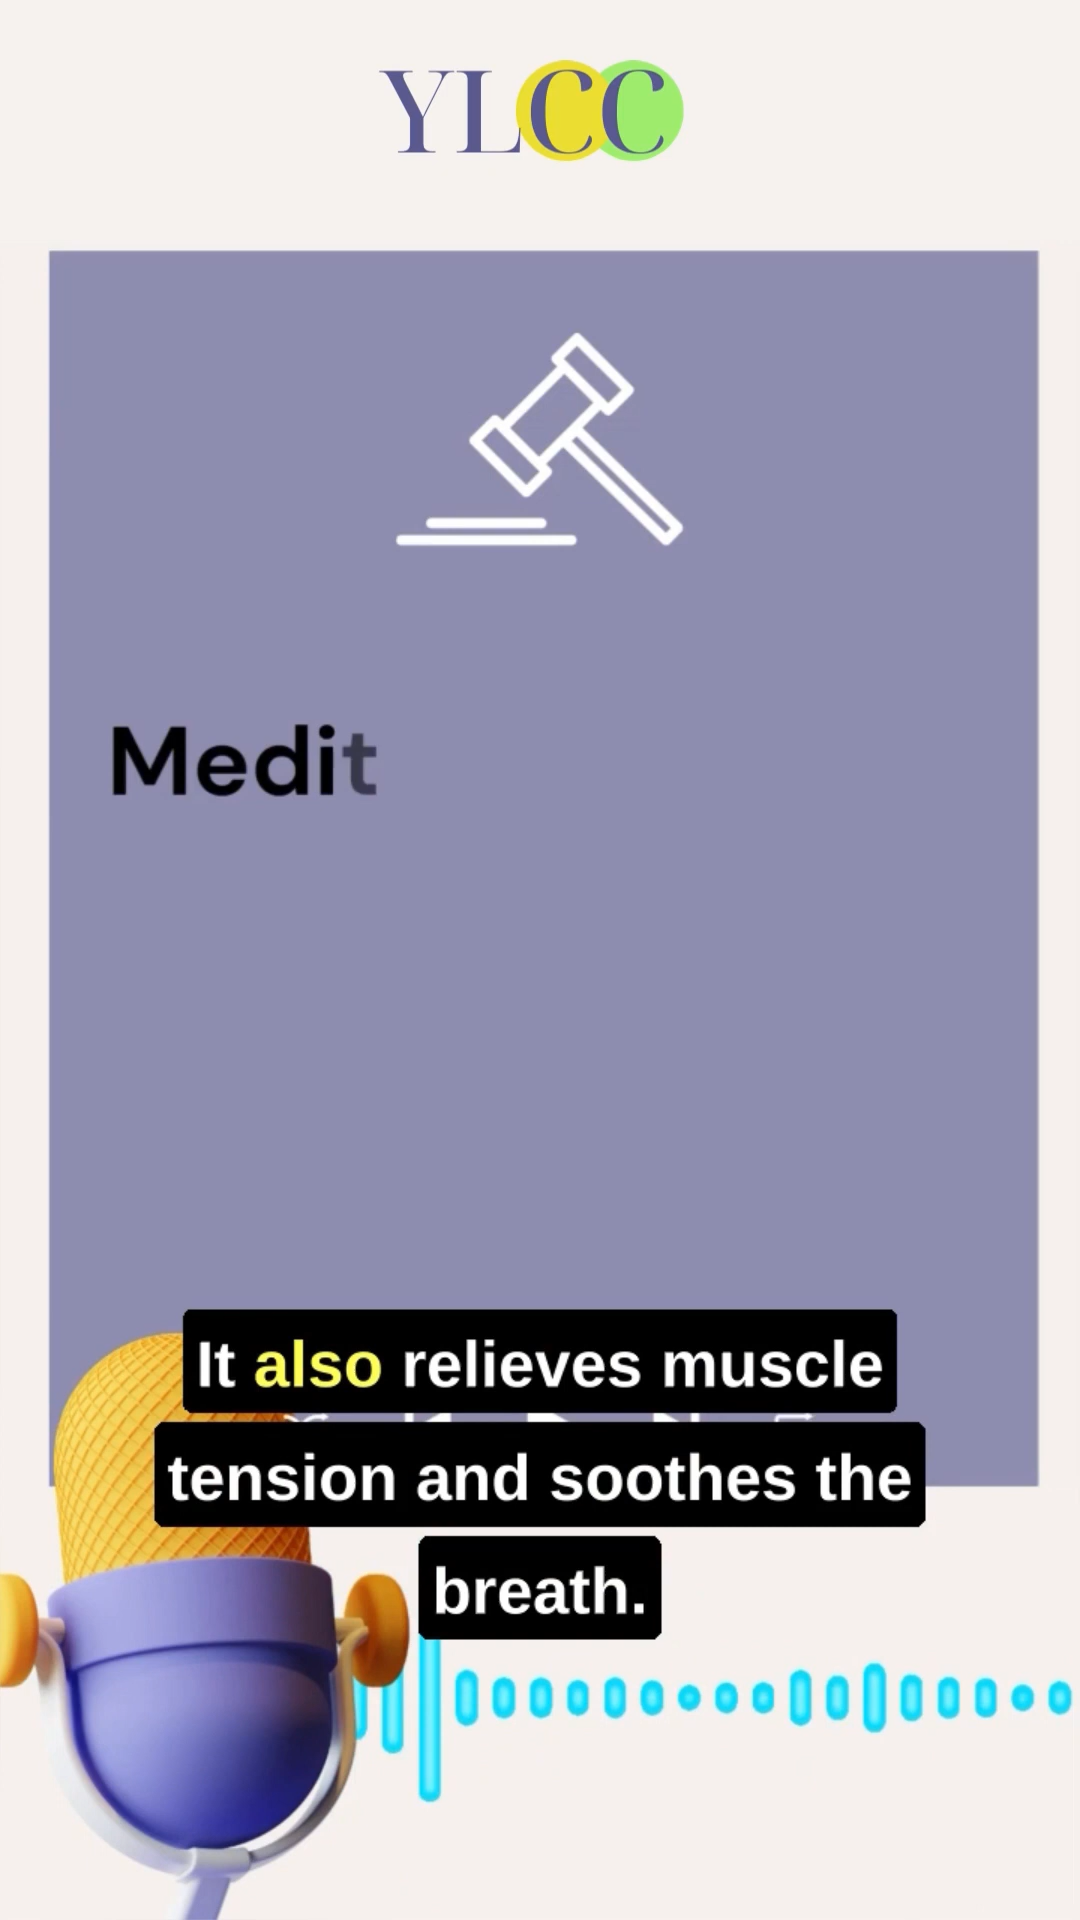 YLCC
Medit
It also relieves muscle
tension and soothes the
breath.